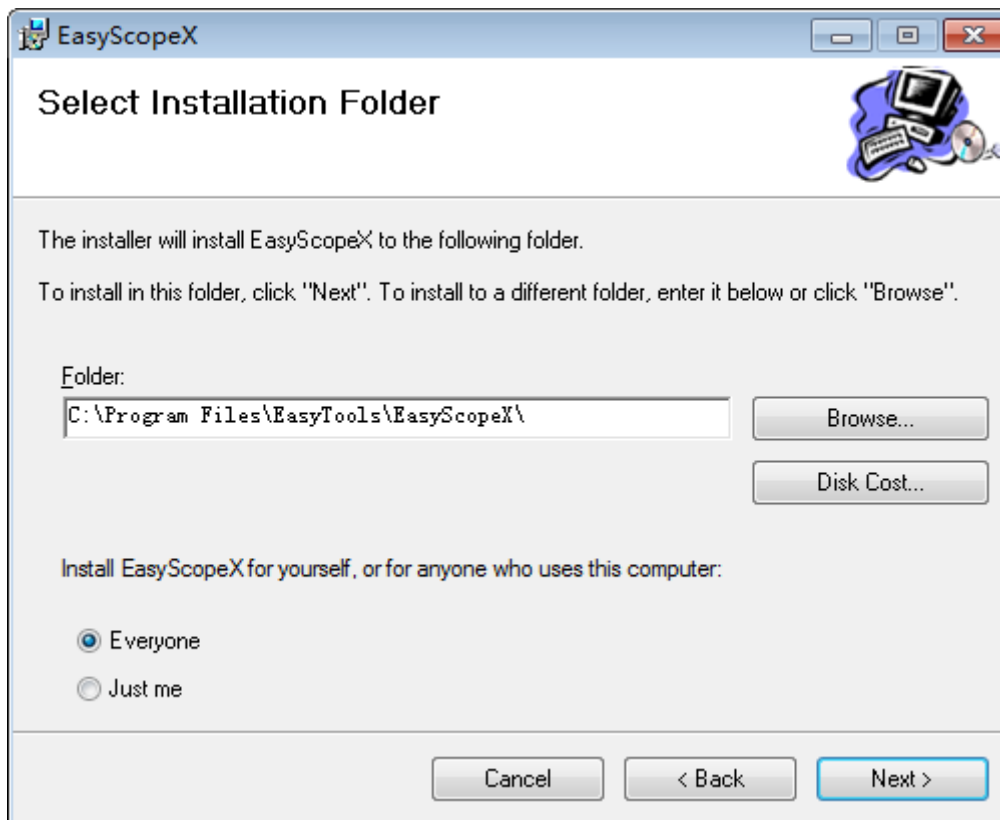 EasyScopeX
Select Installation Folder
The installer will install EasyScopeX to the following folder.
To install in this folder, click "Next". To install to a different folder, enter it below or click "Browse".
Folder:
C:\Program Files\EasyTools\EasyScopeX\
Browse...
Disk Cost...
Install EasyScopeX for yourself, or for anyone who uses this computer:
Everyone
Just me
Cancel
< Back
Next >